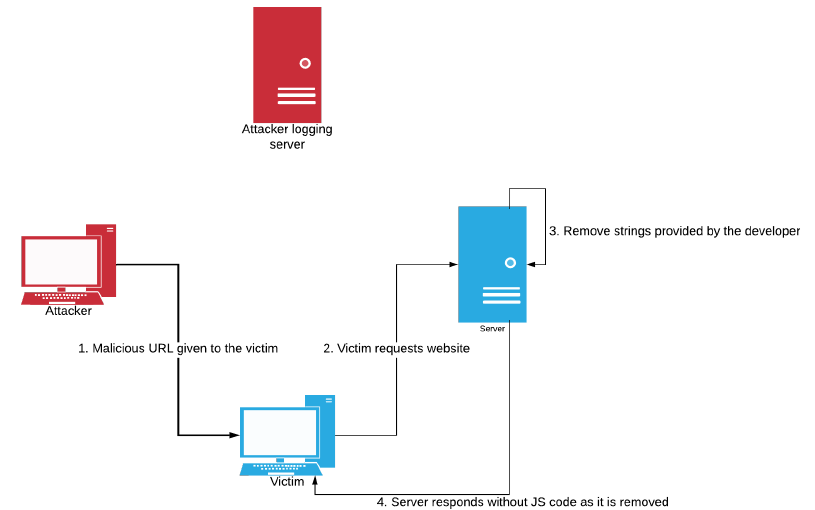 Attacker logging
server
3. Remove strings provided by the developer
Attacker
Server
1. Malicious URL given to the victim
2. Victim requests website
Victim
4. Server responds without JS code as it is removed